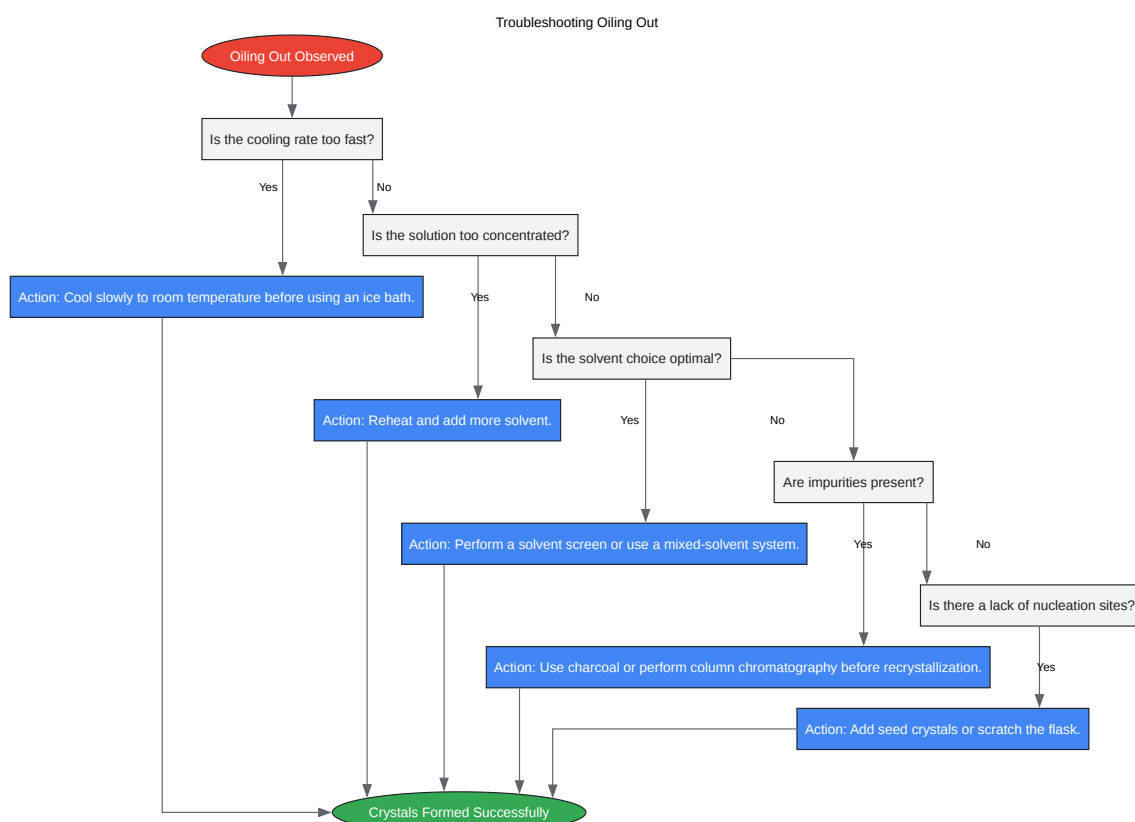 Troubleshooting Oiling Out
Oiling Out Observed
Is the cooling rate too fast?
Yes
No
Is the solution too concentrated?
Action: Cool slowly to room temperature before using an ice bath.
Yes
No
Is the solvent choice optimal?
Action: Reheat and add more solvent.
Yes
No
Are impurities present?
Action: Perform a solvent screen or use a mixed-solvent system.
Yes
No
Is there a lack of nucleation sites?
Action: Use charcoal or perform column chromatography before recrystallization.
Yes
Action: Add seed crystals or scratch the flask.
Crystals Formed Successfully